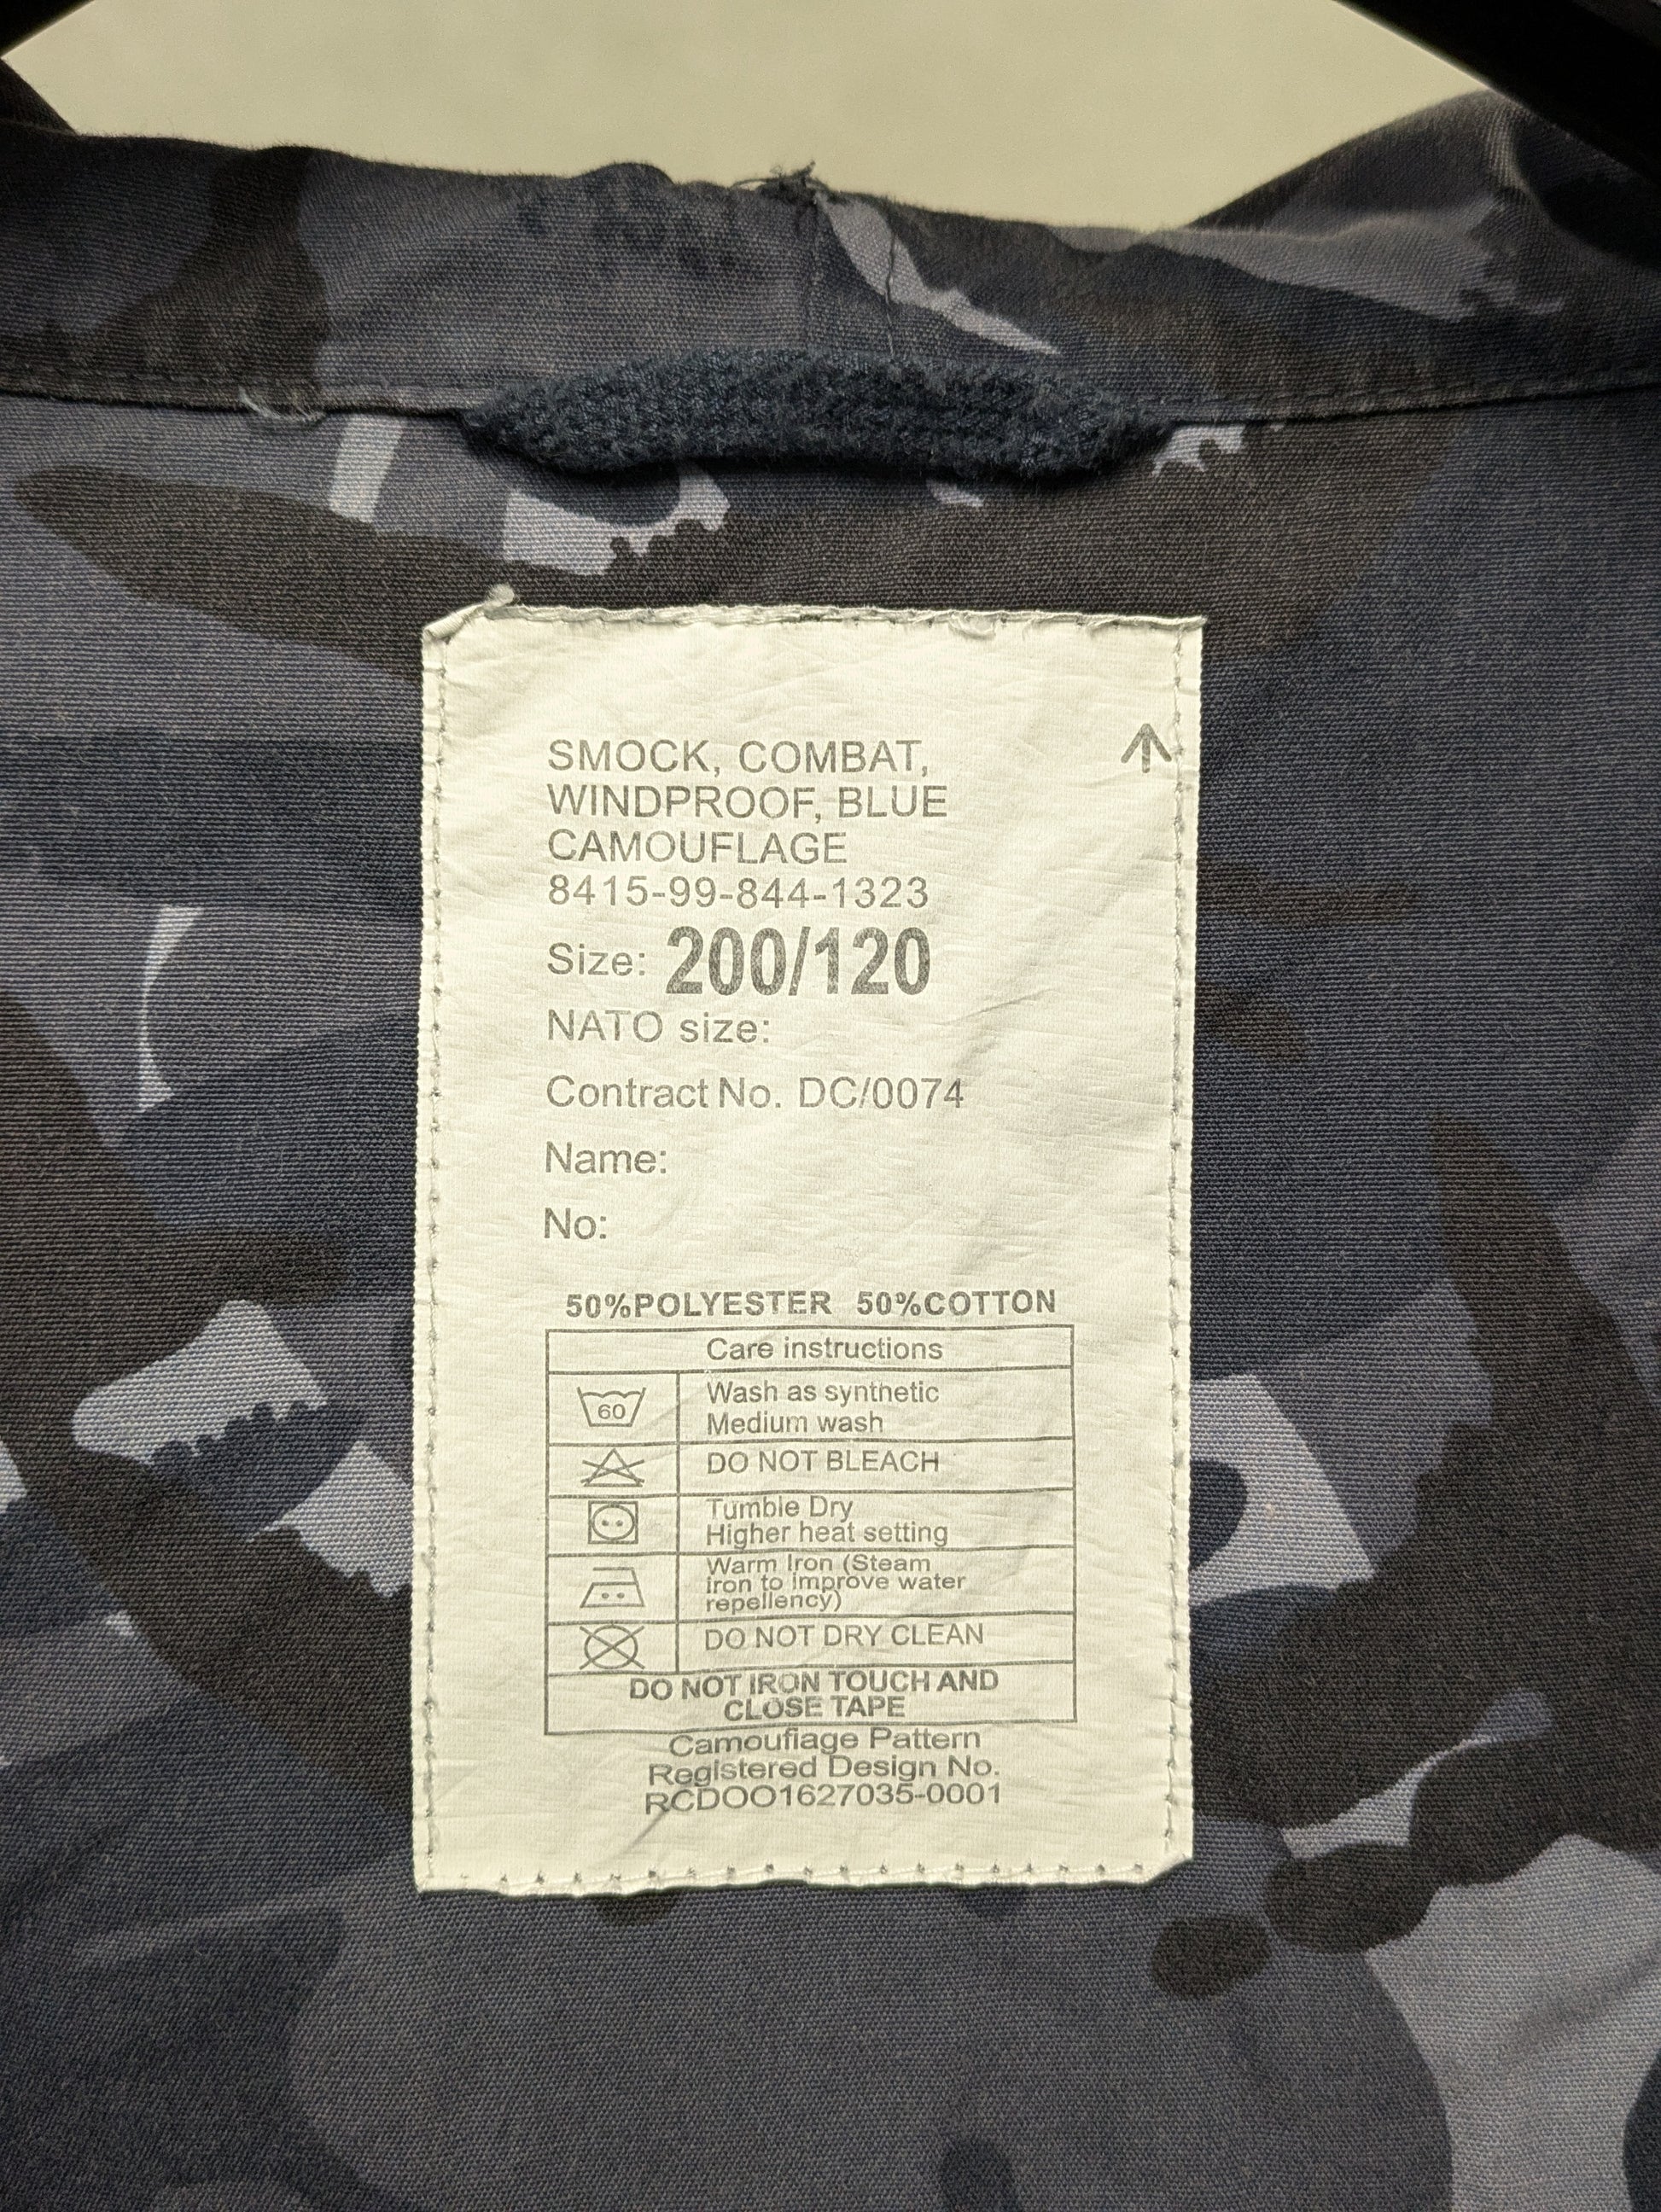 SMOCK, COMBAT,
WINDPROOF, BLUE
CAMOUFLAGE
8415-99-844-1323
Size: 200/120
NATO size:
Contract No. DC/0074
Name:
No:
50%POLYESTER 50%COTTON
Care instructions
60
Wash as synthetic
Medium wash
DO NOT BLEACH
Tumble Dry
Higher heat setting
Warm Iron (Steam
iron to improve water
repellency)
DO NOT DRY CLEAN
DO NOT IRON TOUCH AND
CLOSE TAPE
Camouflage Pattern
Registered Design No.
RCDOO1627035-0001